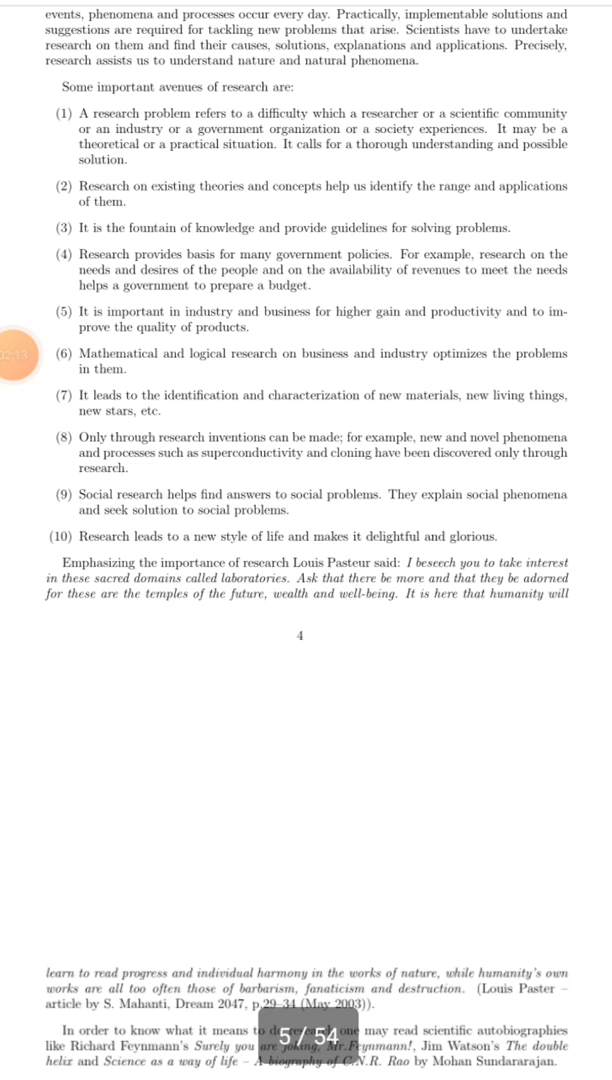 events, phenomena and processes occur every day. Practically, implementable solutions and
suggestions are required for tackling new problems that arise. Scientists have to undertake
research on them and find their causes, solutions, explanations and applications. Precisely,
research assists us to understand nature and natural phenomena.
Some important avenues of research are:
(1) A research problem refers to a difficulty which a researcher or a scientific community
or an industry or a government organization or a society experiences. It may be a
theoretical or a practical situation. It calls for a thorough understanding and possible
solution.
(2) Research on existing theories and concepts help us identify the range and applications
of them.
(3) It is the fountain of knowledge and provide guidelines for solving problems.
(4) Research provides basis for many government policies. For example, research on the
needs and desires of the people and on the availability of revenues to meet the needs
helps a government to prepare a budget.
(5) It is important in industry and business for higher gain and productivity and to im-
prove the quality of products.
02:13
(6) Mathematical and logical research on business and industry optimizes the problems
in them.
(7) It leads to the identification and characterization of new materials, new living things,
new stars, etc.
(8) Only through research inventions can be made; for example, new and novel phenomena
and processes such as superconductivity and cloning have been discovered only through
research.
(9) Social research helps find answers to social problems. They explain social phenomena
and seek solution to social problems.
(10) Research leads to a new style of life and makes it delightful and glorious.
Emphasizing the importance of research Louis Pasteur said: I beseech you to take interest
in these sacred domains called laboratories. Ask that there be more and that they be adorned
for these are the temples of the future, wealth and well-being. It is here that humanity will
4
learn to read progress and individual harmony in the works of nature, while humanity's own
works are all too often those of barbarism, fanaticism and destruction. (Louis Paster –
article by S. Mahanti, Dream 2047, p.29–34 (May 2003)).
In order to know what it means to do research one may read scientific autobiographies
like Richard Feynmann's Surely you are joking, Mr.Feynmann!, Jim Watson's The double
helix and Science as a way of life – A biography of C.N.R. Rao by Mohan Sundararajan.
5 / 54